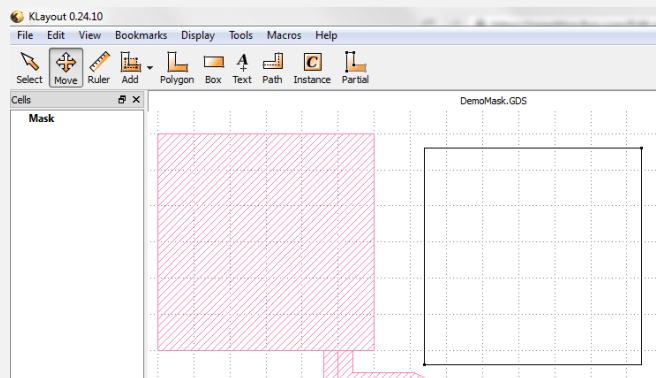 KLayout 0.24.10
File Edit View Bookmarks Display Tools Macros Help
Select Move Ruler Add Polygon Box Text Path Instance Partial
Cells DemoMask.GDS
Mask